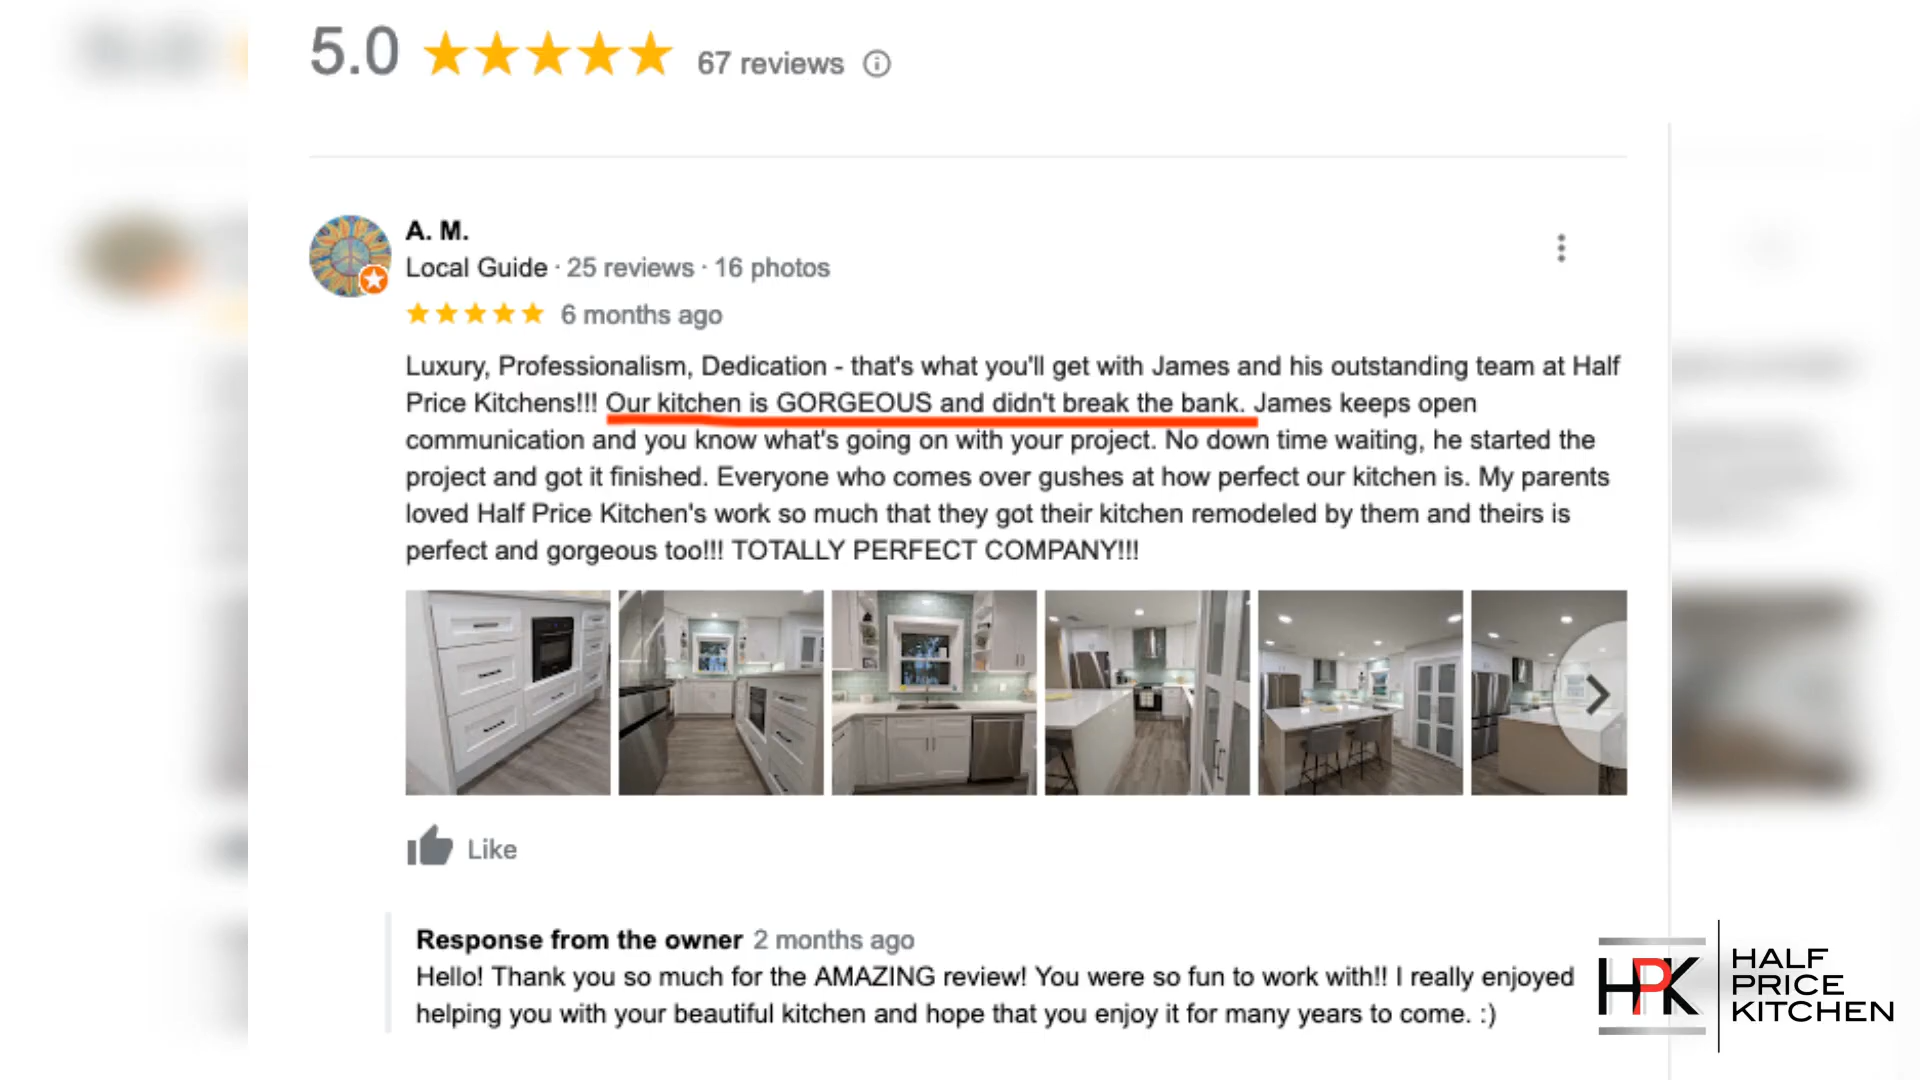 5.0 67 reviews
A. M.
Local Guide · 25 reviews · 16 photos
6 months ago
Luxury, Professionalism, Dedication - that's what you'll get with James and his outstanding team at Half
Price Kitchens!!! Our kitchen is GORGEOUS and didn't break the bank. James keeps open
communication and you know what's going on with your project. No down time waiting, he started the
project and got it finished. Everyone who comes over gushes at how perfect our kitchen is. My parents
loved Half Price Kitchen's work so much that they got their kitchen remodeled by them and theirs is
perfect and gorgeous too!!! TOTALLY PERFECT COMPANY!!!
Like
Response from the owner 2 months ago
Hello! Thank you so much for the AMAZING review! You were so fun to work with!! I really enjoyed
helping you with your beautiful kitchen and hope that you enjoy it for many years to come. :)
HPK
HALF
PRICE
KITCHEN